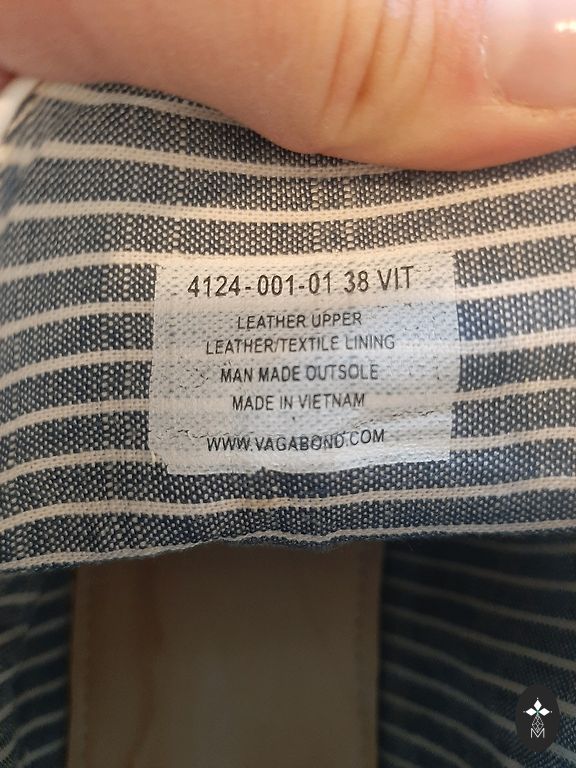 4124-001-01 38 VIT
LEATHER UPPER
LEATHER/TEXTILE LINING
MAN MADE OUTSOLE
MADE IN VIETNAM
WWW.VAGABOND.COM